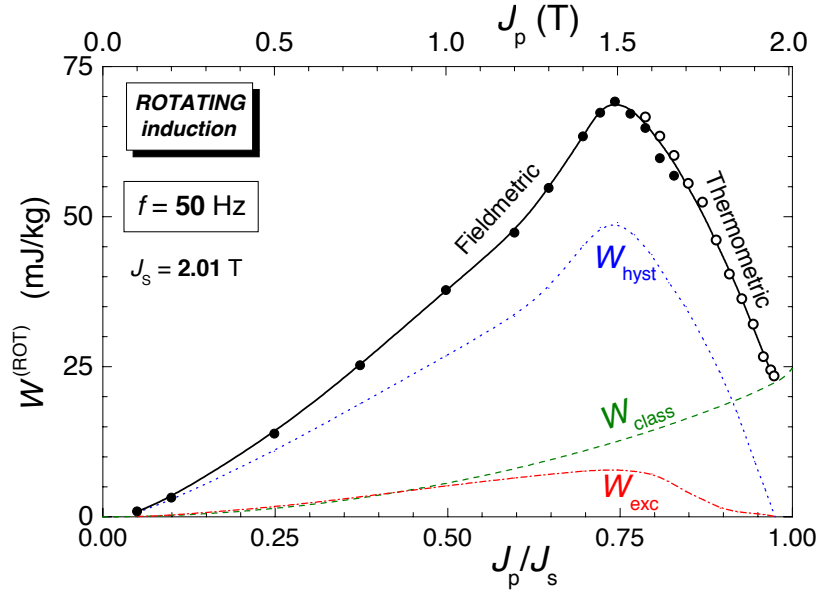 J_p (T)
0.0 0.5 1.0 1.5 2.0
75
50
25
0
W^(ROT) (mJ/kg)
ROTATING
induction
f = 50 Hz
J_S = 2.01 T
Fieldmetric
Thermometric
W_hyst
W_class
W_exc
0.00 0.25 0.50 0.75 1.00
J_p/J_s